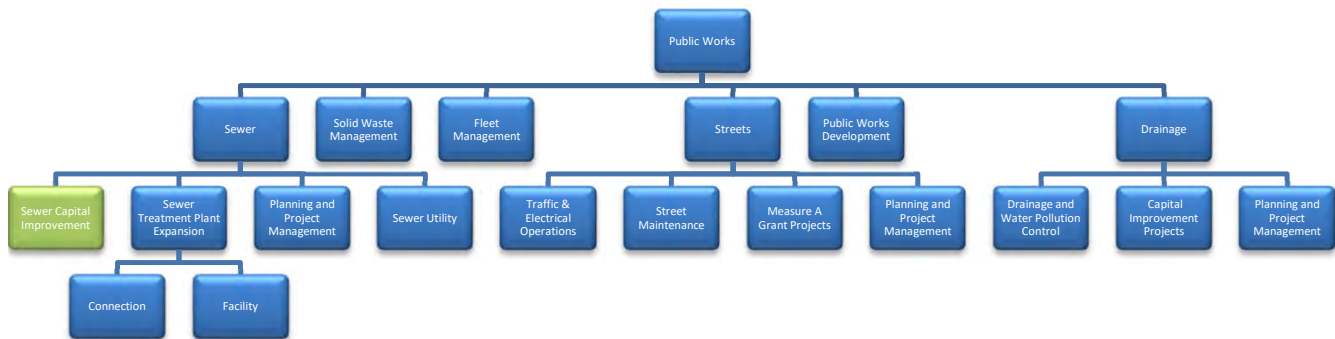 Public Works
Sewer
Solid Waste
Management
Fleet
Management
Streets
Public Works
Development
Drainage
Sewer Capital
Improvement
Sewer
Treatment Plant
Expansion
Planning and
Project
Management
Sewer Utility
Traffic &
Electrical
Operations
Street
Maintenance
Measure A
Grant Projects
Planning and
Project
Management
Drainage and
Water Pollution
Control
Capital
Improvement
Projects
Planning and
Project
Management
Connection
Facility